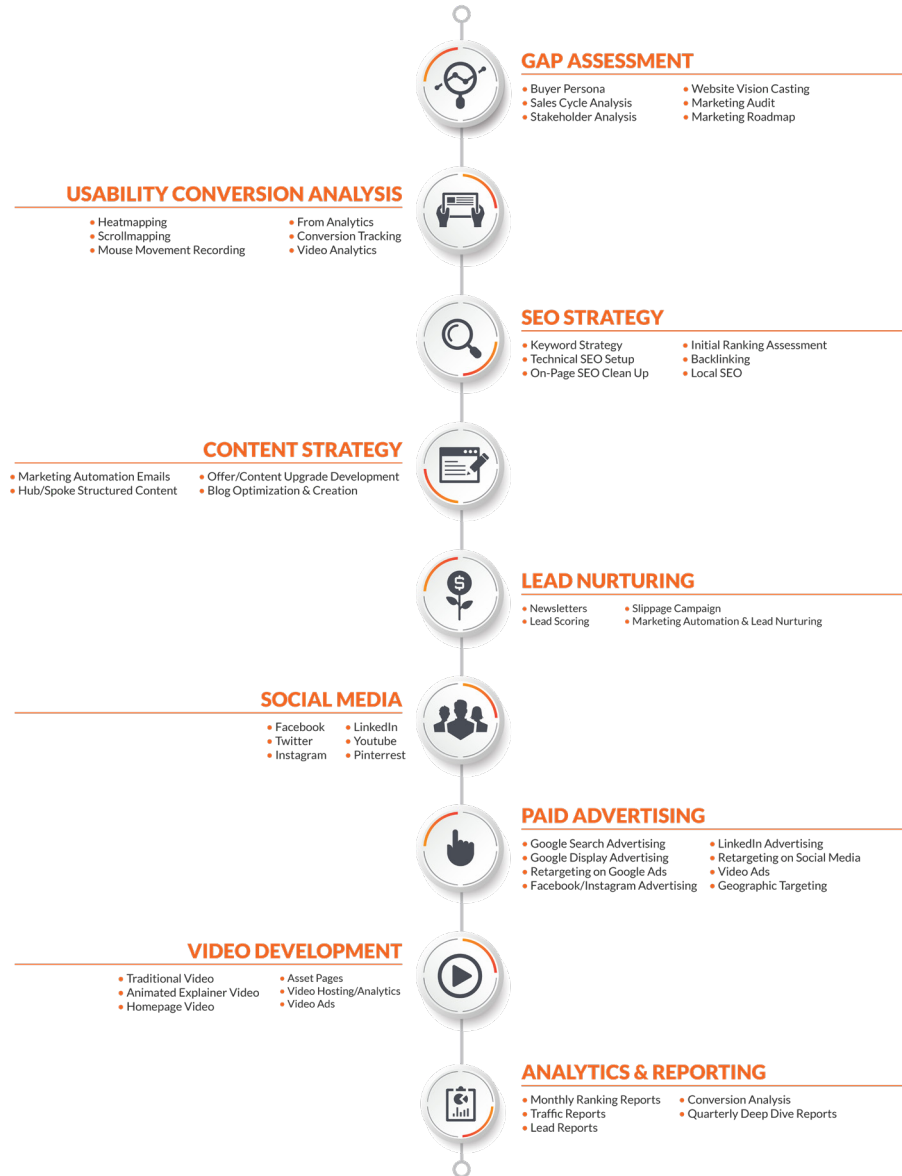 GAP ASSESSMENT
• Buyer Persona
• Sales Cycle Analysis
• Stakeholder Analysis
• Website Vision Casting
• Marketing Audit
• Marketing Roadmap
USABILITY CONVERSION ANALYSIS
• Heatmapping
• Scrollmapping
• Mouse Movement Recording
• From Analytics
• Conversion Tracking
• Video Analytics
SEO STRATEGY
• Keyword Strategy
• Technical SEO Setup
• On-Page SEO Clean Up
• Initial Ranking Assessment
• Backlinking
• Local SEO
CONTENT STRATEGY
• Marketing Automation Emails
• Hub/Spoke Structured Content
• Offer/Content Upgrade Development
• Blog Optimization & Creation
LEAD NURTURING
• Newsletters
• Lead Scoring
• Slippage Campaign
• Marketing Automation & Lead Nurturing
$
SOCIAL MEDIA
• Facebook
• Twitter
• Instagram
• LinkedIn
• Youtube
• Pinterrest
PAID ADVERTISING
• Google Search Advertising
• Google Display Advertising
• Retargeting on Google Ads
• Facebook/Instagram Advertising
• LinkedIn Advertising
• Retargeting on Social Media
• Video Ads
• Geographic Targeting
VIDEO DEVELOPMENT
• Traditional Video
• Animated Explainer Video
• Homepage Video
• Asset Pages
• Video Hosting/Analytics
• Video Ads
ANALYTICS & REPORTING
• Monthly Ranking Reports
• Traffic Reports
• Lead Reports
• Conversion Analysis
• Quarterly Deep Dive Reports